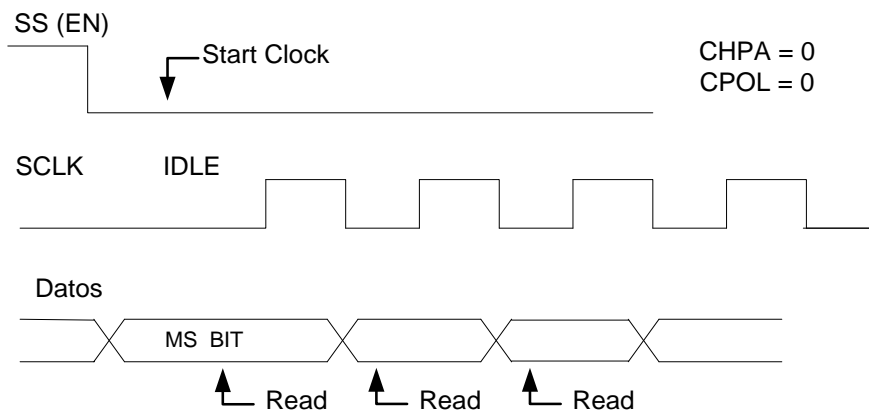 SS (EN)
Start Clock
CHPA = 0
CPOL = 0
SCLK
IDLE
Datos
MS BIT
Read
Read
Read